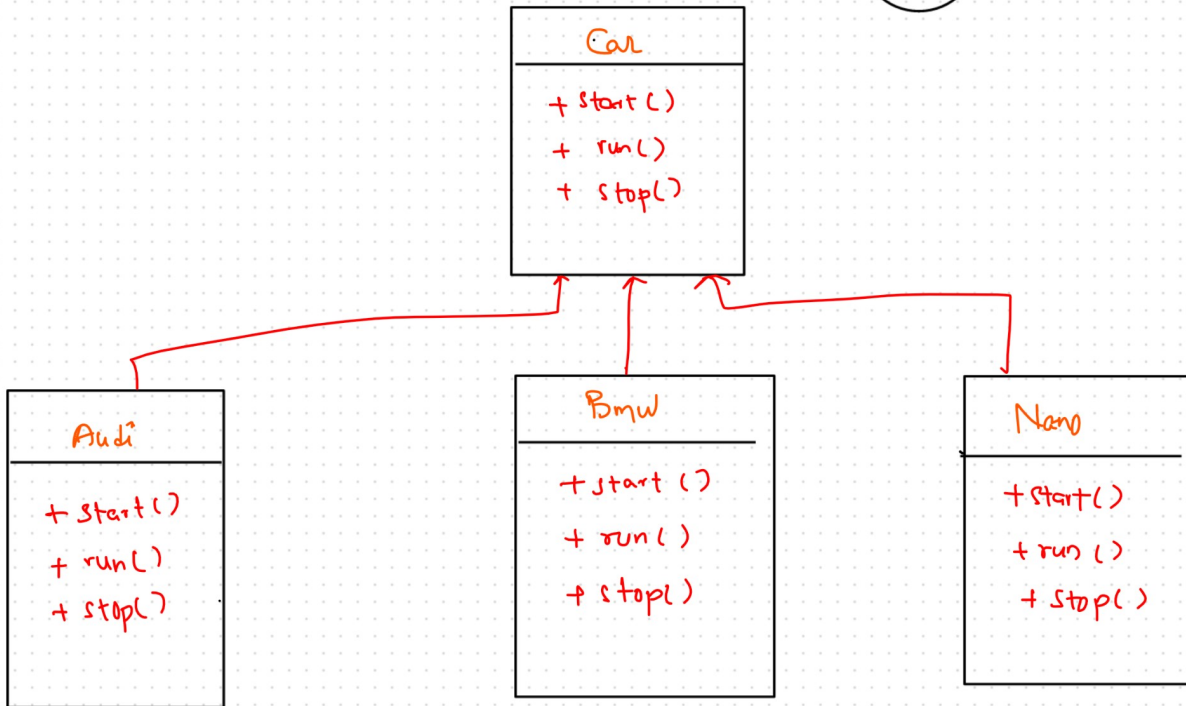 Car
+ start()
+ run()
+ stop()
Audi
+ start()
+ run()
+ stop()
Bmw
+ start ()
+ run()
+ stop()
Nano
+ start()
+ run ()
+ stop()